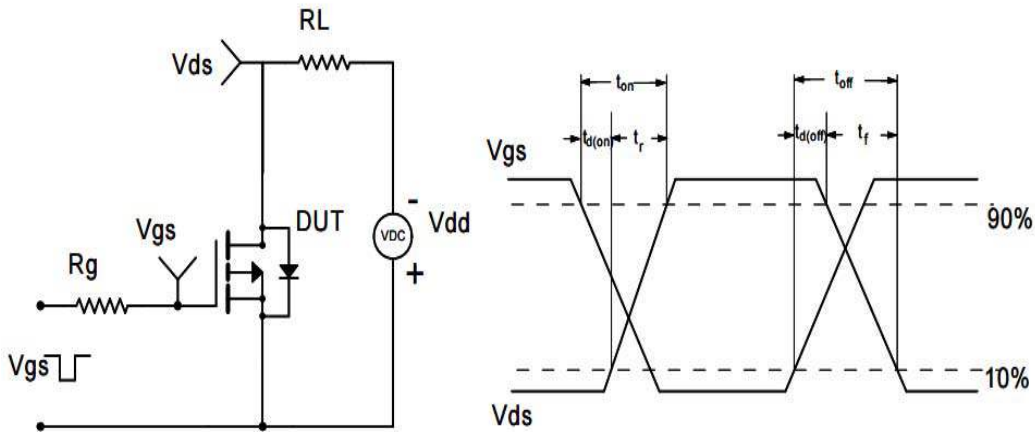 RL
Vds
ton
toff
td(on)
tr
td(off)
tf
Vgs
90%
DUT
-
Vdd
VDC
+
Vgs
Rg
Vgs
10%
Vds